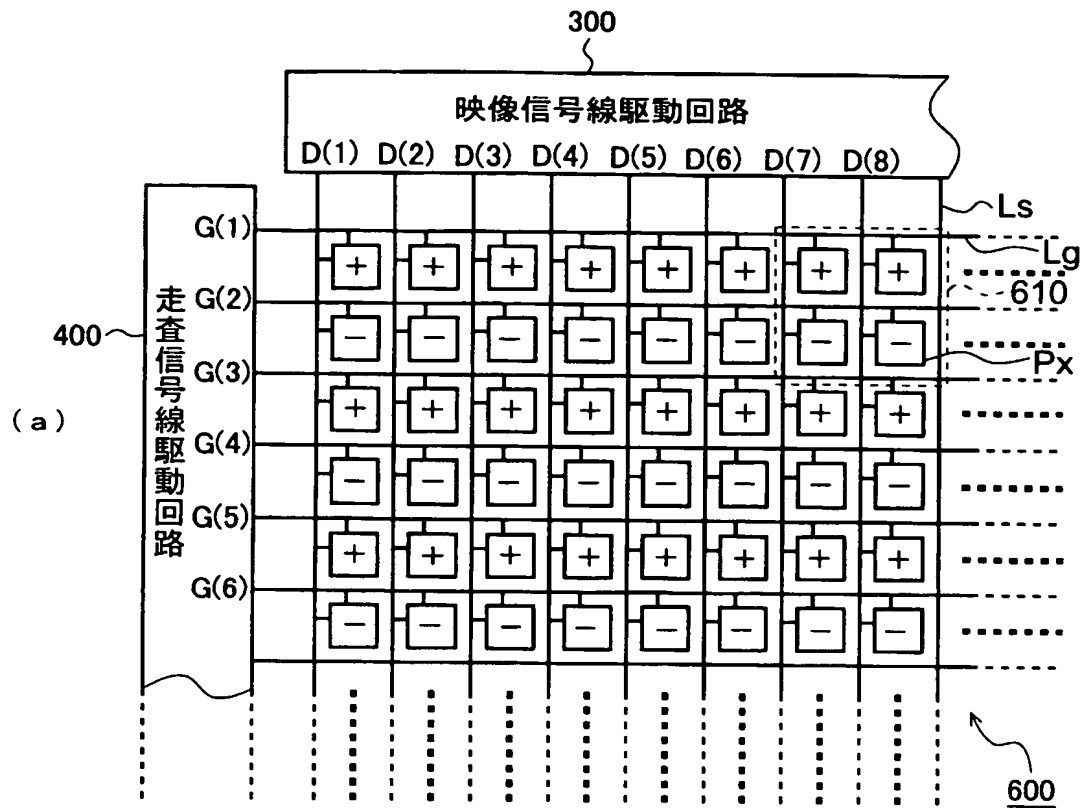 300
映像信号線駆動回路
D(1) D(2) D(3) D(4) D(5) D(6) D(7) D(8)
Ls
G(1)
Lg
+ + + + + + + +
610
G(2)
400
走査信号線駆動回路
− − − − − − − −
Px
G(3)
(a)
+ + + + + + + +
G(4)
− − − − − − − −
G(5)
+ + + + + + + +
G(6)
− − − − − − − −
600